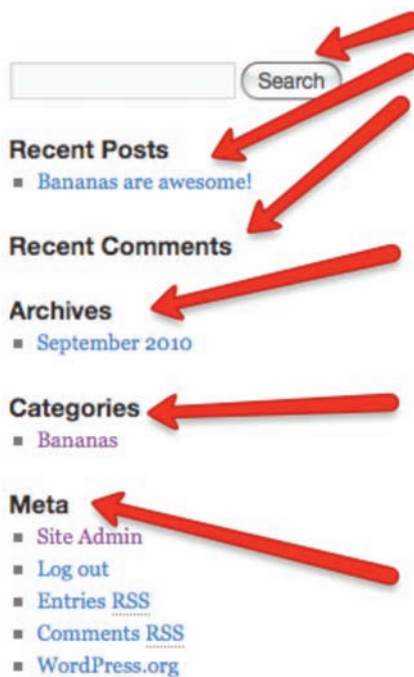 Search
Recent Posts
Bananas are awesome!
Recent Comments
Archives
September 2010
Categories
Bananas
Meta
Site Admin
Log out
Entries RSS
Comments RSS
WordPress.org